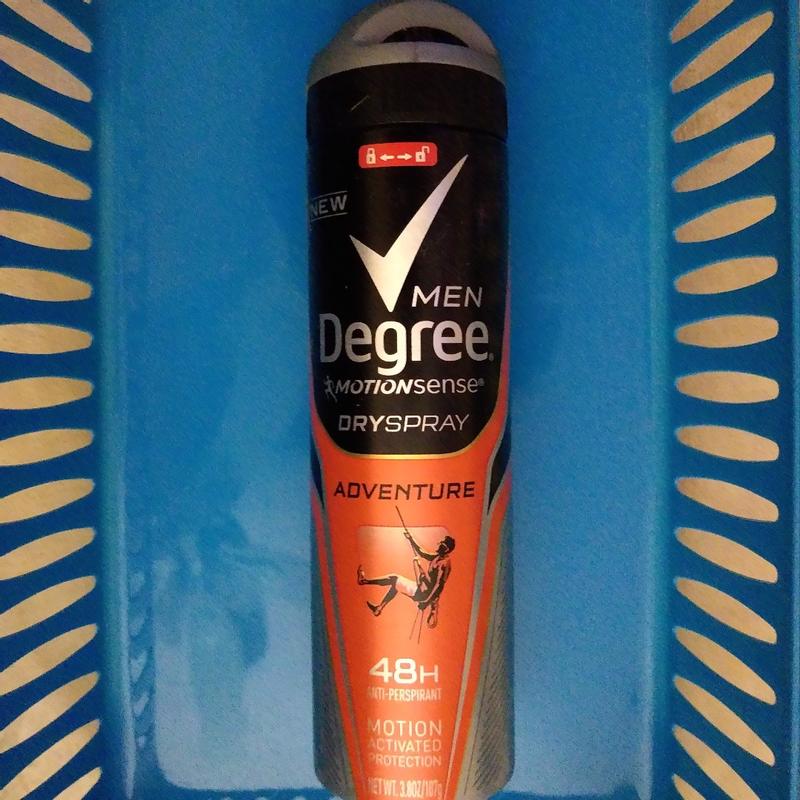 NEW
MEN
Degree®
MOTIONsense®
DRYSPRAY
ADVENTURE
48H
ANTI-PERSPIRANT
MOTION
ACTIVATED
PROTECTION
NET WT. 3.8OZ/107g